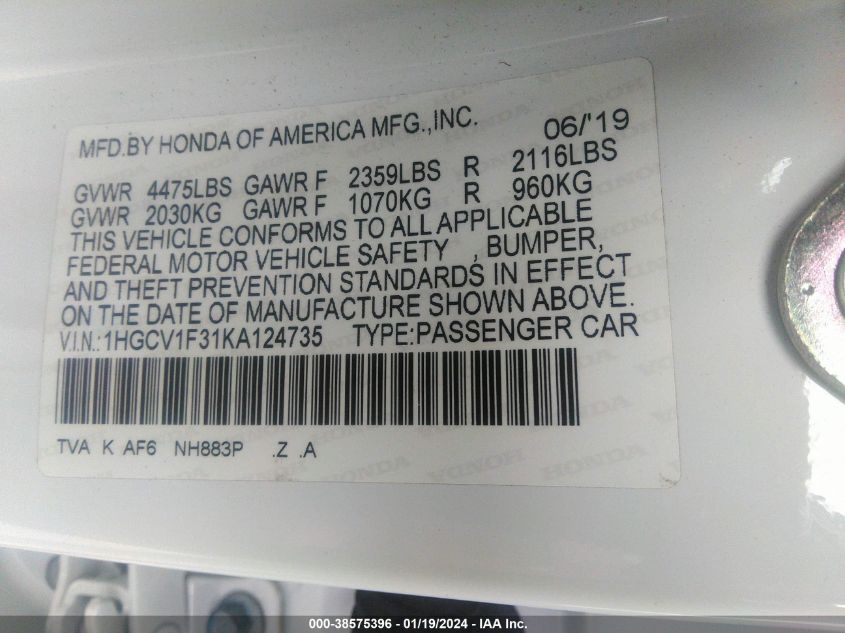 MFD.BY HONDA OF AMERICA MFG.,INC. 06/'19
GVWR 4475LBS GAWR F 2359LBS R 2116LBS
GVWR 2030KG GAWR F 1070KG R 960KG
THIS VEHICLE CONFORMS TO ALL APPLICABLE
FEDERAL MOTOR VEHICLE SAFETY , BUMPER,
AND THEFT PREVENTION STANDARDS IN EFFECT
ON THE DATE OF MANUFACTURE SHOWN ABOVE.
V.I.N.:1HGCV1F31KA124735 TYPE:PASSENGER CAR
TVA K AF6 NH883P .Z .A
000-38575396 - 01/19/2024 - IAA Inc.